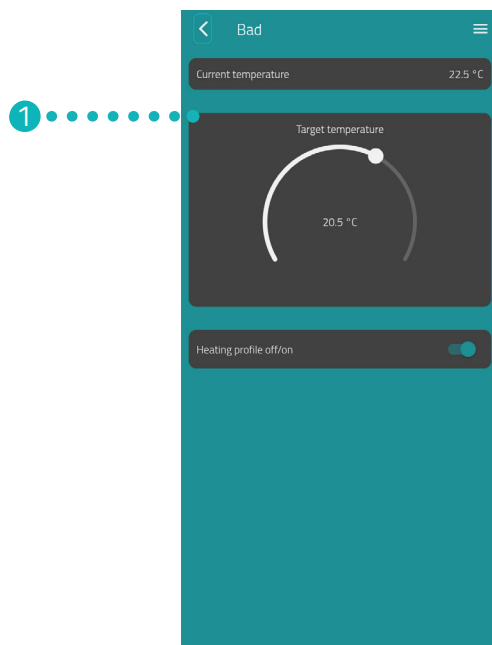 Bad
Current temperature 22.5 °C
1
Target temperature
20.5 °C
Heating profile off/on